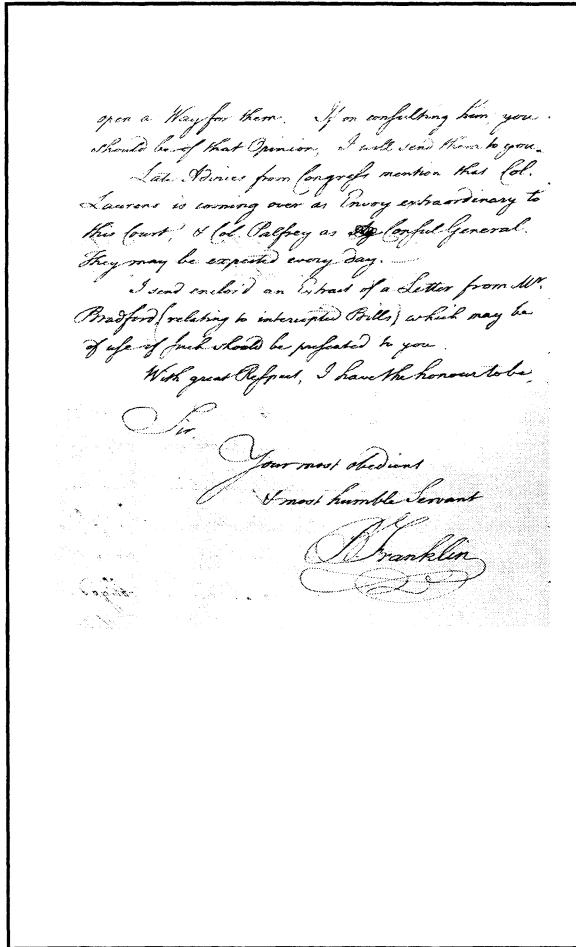 open a Way for them. If on consulting him, you
should be of that Opinion, I will send them to you.
Late Advices from Congress mention that Col.
Laurens is coming over as Envoy extraordinary to
this Court, & Col. Palfrey as Consul General.
They may be expected every day. —
I send enclos'd an Extract of a Letter from Mr.
Bradford (relating to intercepted Bills) which may be
of use if such should be presented to you.
With great Respect, I have the honour to be,
Sir,
Your most obedient
& most humble Servant
B Franklin